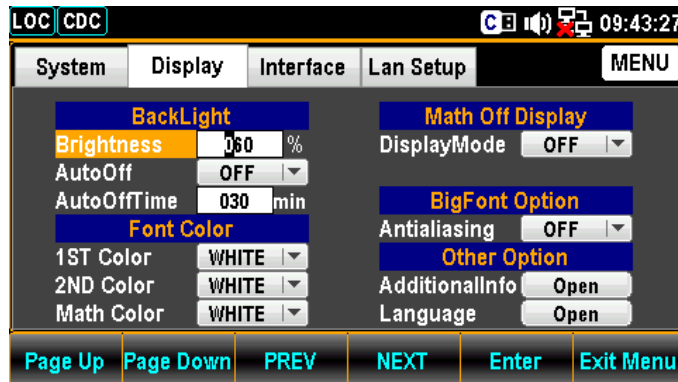 LOC CDC C 09:43:27
System Display Interface Lan Setup MENU
BackLight
Brightness 060 %
AutoOff OFF
AutoOffTime 030 min
Font Color
1ST Color WHITE
2ND Color WHITE
Math Color WHITE
Math Off Display
DisplayMode OFF
BigFont Option
Antialiasing OFF
Other Option
AdditionalInfo Open
Language Open
Page Up Page Down PREV NEXT Enter Exit Menu